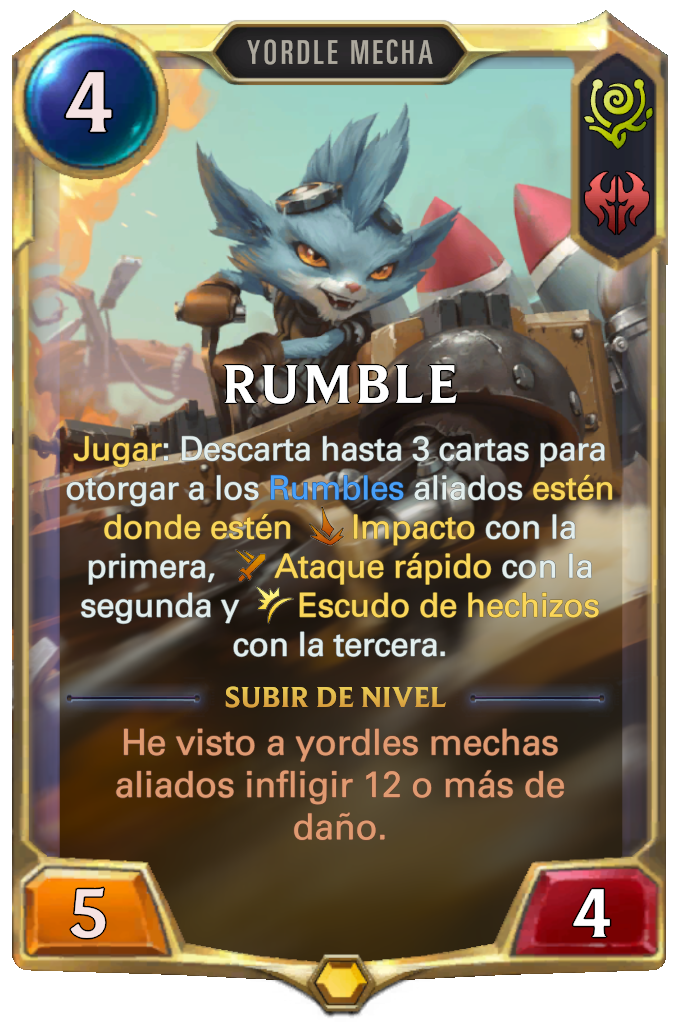 YORDLE MECHA
4
RUMBLE
Jugar: Descarta hasta 3 cartas para
otorgar a los Rumbles aliados estén
donde estén Impacto con la
primera, Ataque rápido con la
segunda y Escudo de hechizos
con la tercera.
SUBIR DE NIVEL
He visto a yordles mechas
aliados infligir 12 o más de
daño.
5
4